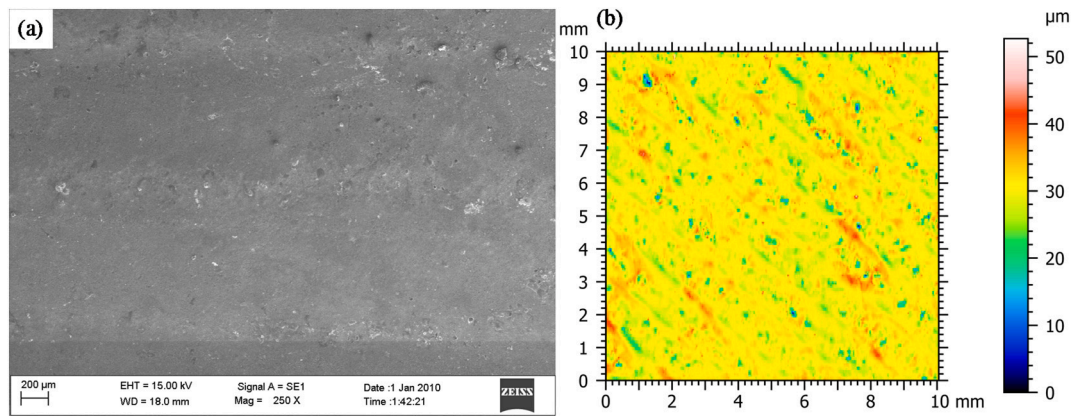 (a)
200 μm
EHT = 15.00 kV
WD = 18.0 mm
Signal A = SE1
Mag = 250 X
Date :1 Jan 2010
Time :1:42:21
ZEISS
(b)
mm
10
9
8
7
6
5
4
3
2
1
0
0 2 4 6 8 10 mm
μm
50
40
30
20
10
0